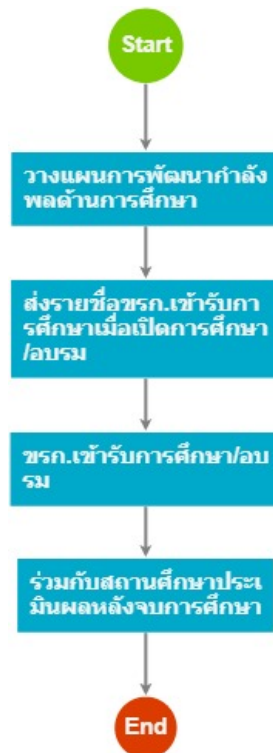 Start
วางแผนการพัฒนากำลัง
พลด้านการศึกษา
ส่งรายชื่อขรก.เข้ารับกา
รศึกษาเมื่อเปิดการศึกษา
/อบรม
ขรก.เข้ารับการศึกษา/อบ
รม
ร่วมกับสถานศึกษาประเ
มินผลหลังจบการศึกษา
End